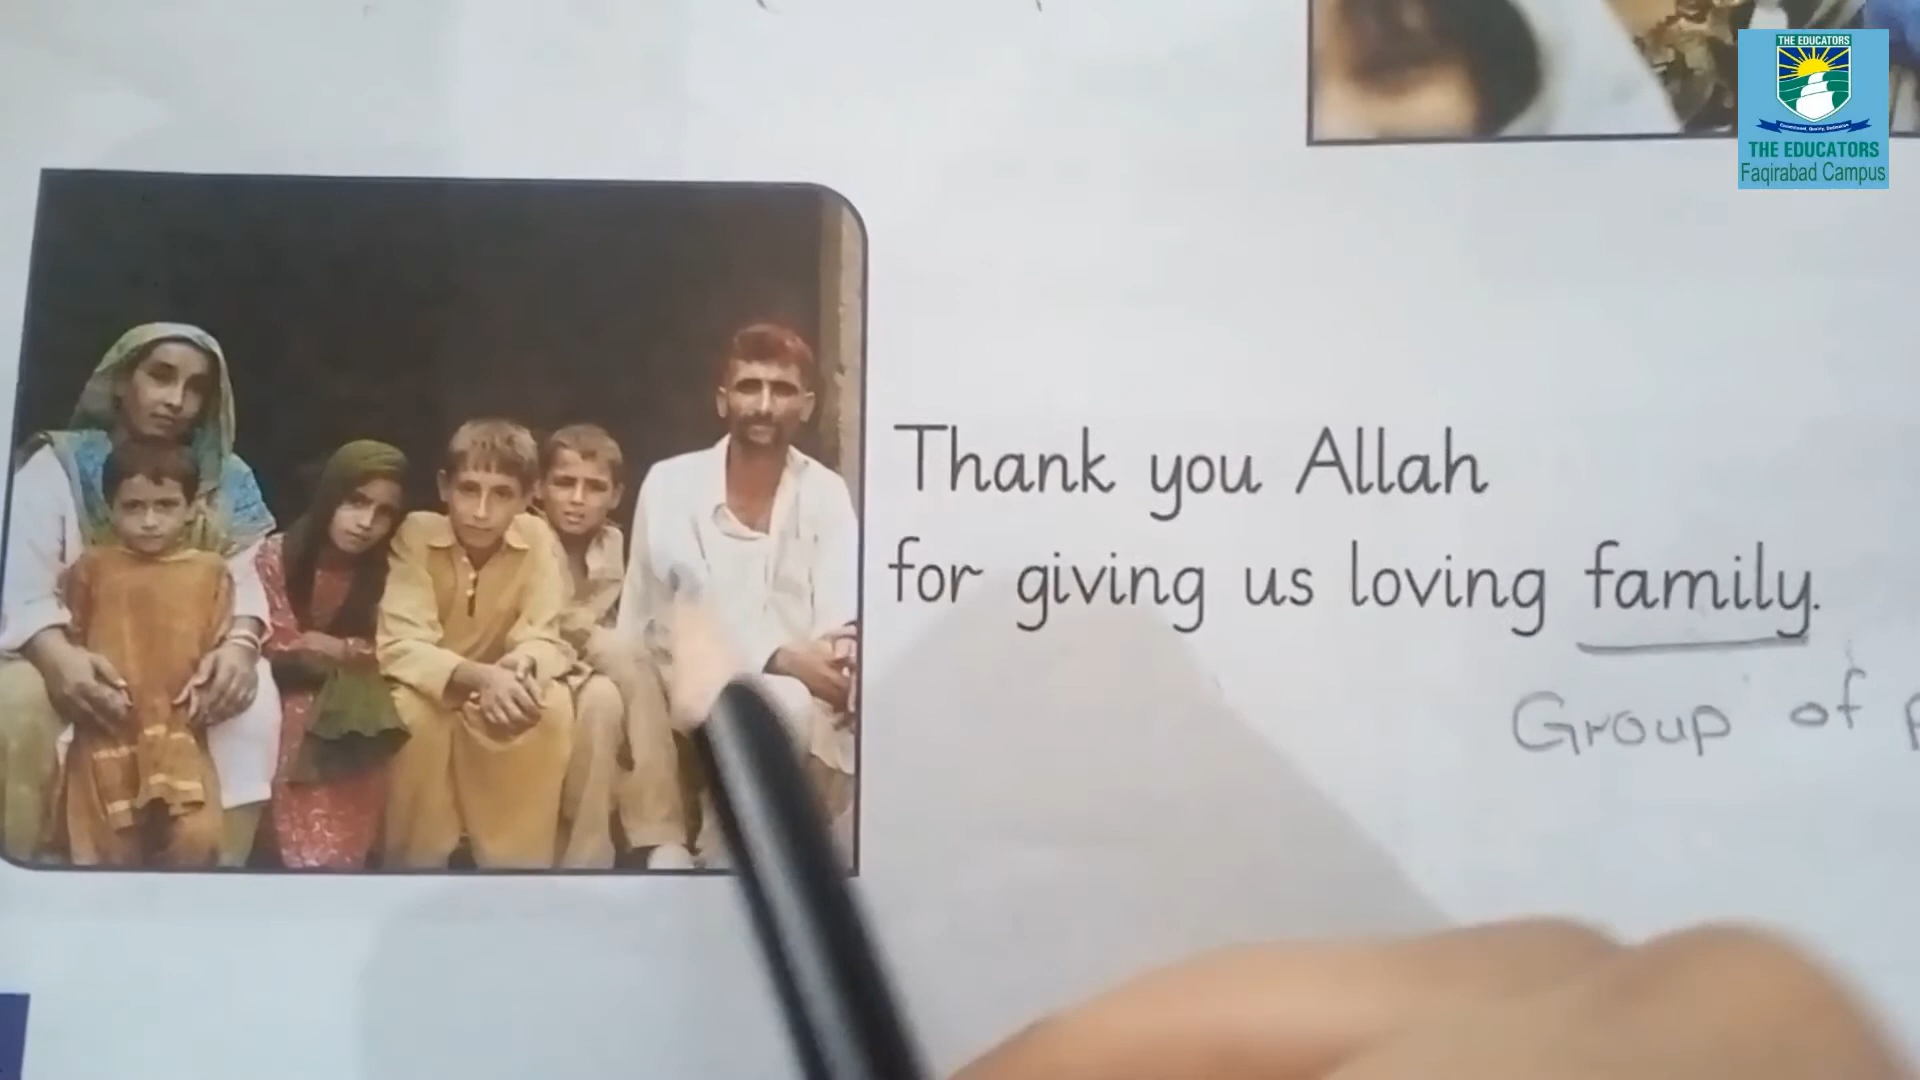 THE EDUCATORS
THE EDUCATORS
Faqirabad Campus
Thank you Allah
for giving us loving family.
Group of